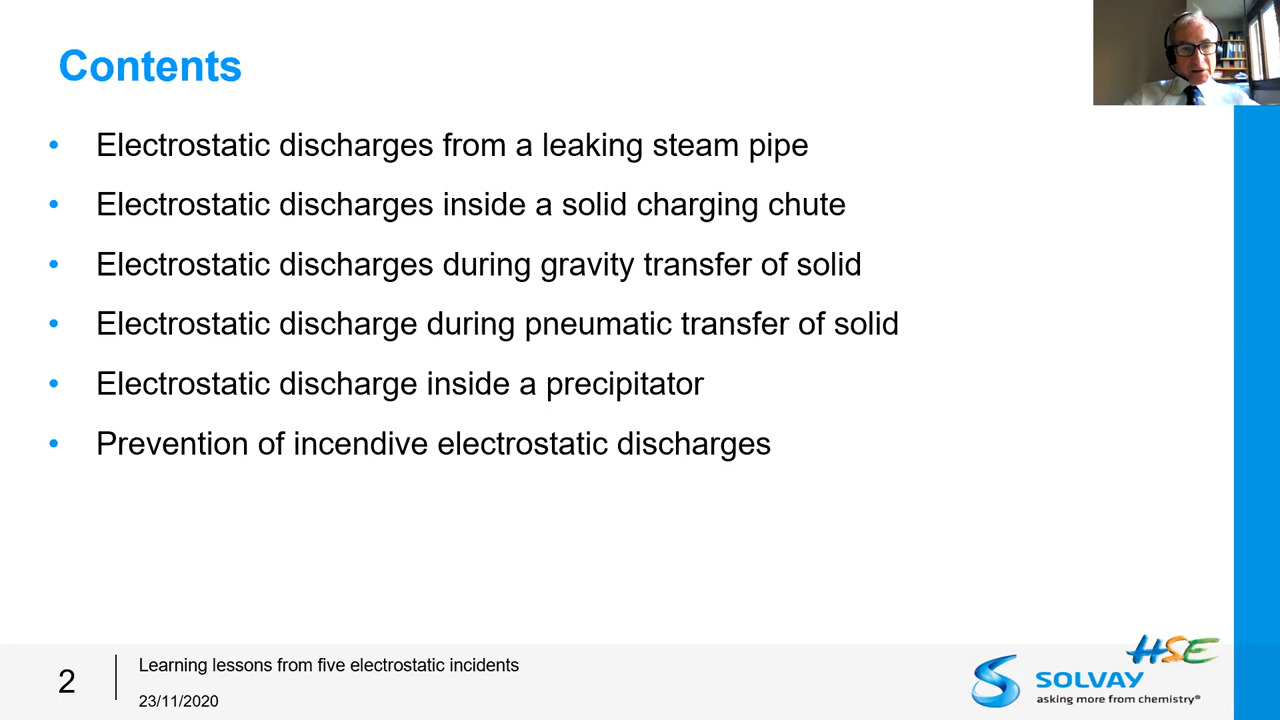 Contents
• Electrostatic discharges from a leaking steam pipe
• Electrostatic discharges inside a solid charging chute
• Electrostatic discharges during gravity transfer of solid
• Electrostatic discharge during pneumatic transfer of solid
• Electrostatic discharge inside a precipitator
• Prevention of incendive electrostatic discharges
2
Learning lessons from five electrostatic incidents
23/11/2020
HSE
SOLVAY
asking more from chemistry®